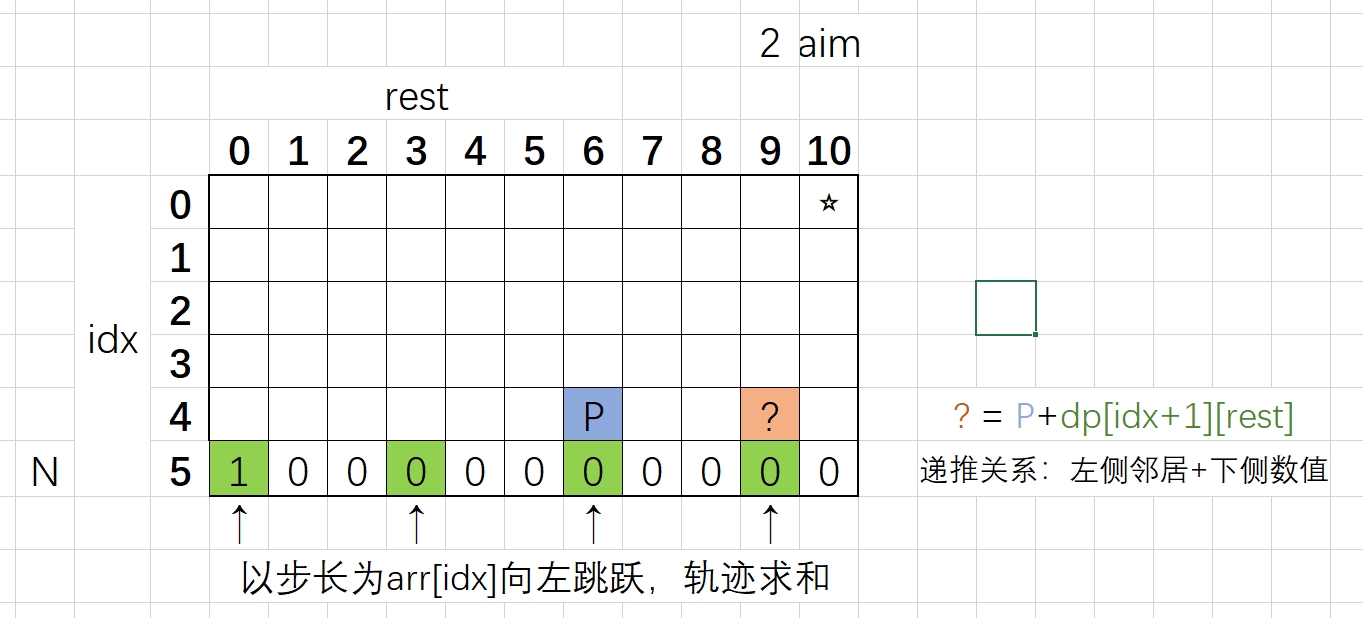 2 aim
rest
0 1 2 3 4 5 6 7 8 9 10
0 ☆
1
2
idx
3
4 P ? ? = P+dp[idx+1][rest]
N 5 1 0 0 0 0 0 0 0 0 0 0 递推关系：左侧邻居+下侧数值
↑ ↑ ↑ ↑
以步长为arr[idx]向左跳跃，轨迹求和